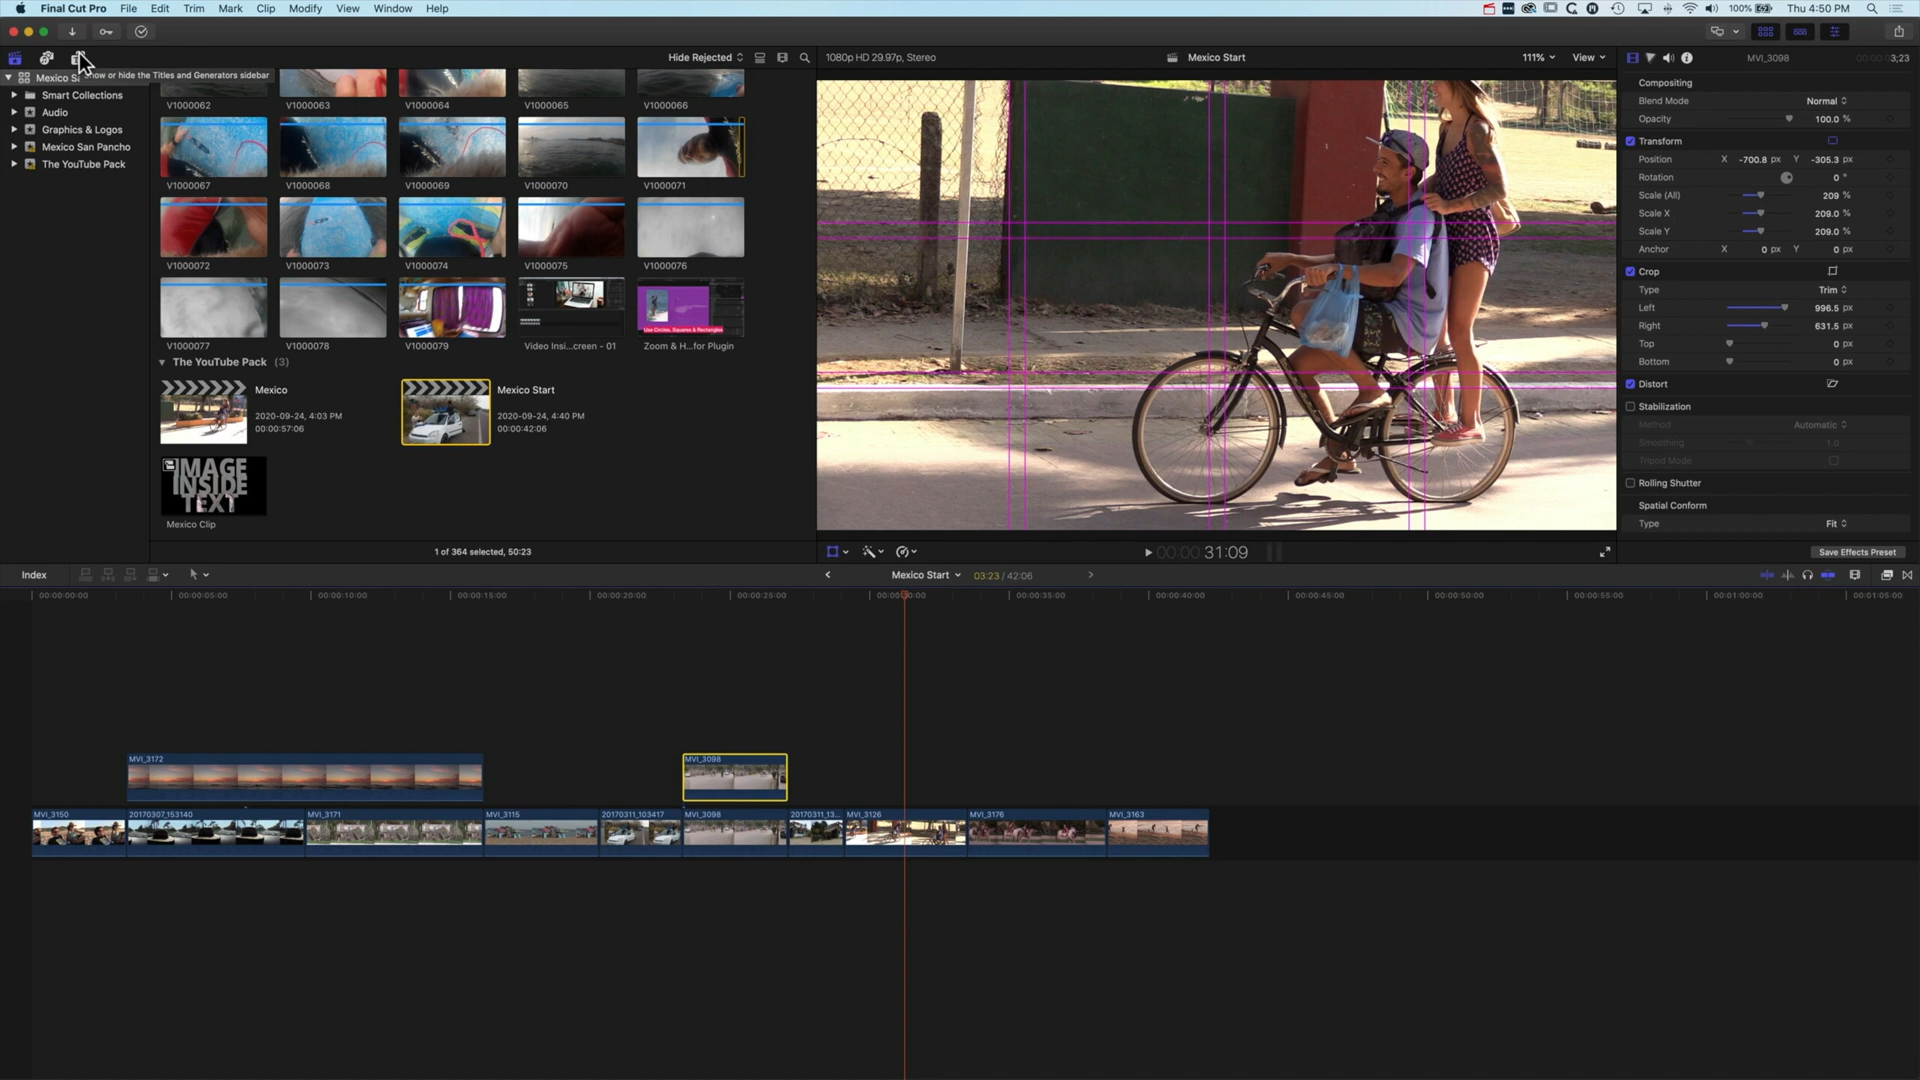 Final Cut Pro File Edit Trim Mark Clip Modify View Window Help
100% Thu 4:50 PM
Hide Rejected
1080p HD 29.97p, Stereo
Mexico Start
111% View
MVI_3098
3;23
how or hide the Titles and Generators sidebar
Mexico Sa
Smart Collections
Audio
Graphics & Logos
Mexico San Pancho
The YouTube Pack
V1000062 V1000063 V1000064 V1000065 V1000066
V1000067 V1000068 V1000069 V1000070 V1000071
V1000072 V1000073 V1000074 V1000075 V1000076
Use Circles, Squares & Rectangles
V1000077 V1000078 V1000079 Video Insi...creen - 01 Zoom & H...for Plugin
The YouTube Pack (3)
Mexico
2020-09-24, 4:03 PM
00:00:57:06
Mexico Start
2020-09-24, 4:40 PM
00:00:42:06
IMAGE
INSIDE
TEXT
Mexico Clip
1 of 364 selected, 50:23
00:00:31:09
Compositing
Blend Mode Normal
Opacity 100.0 %
Transform
Position X -700.8 px Y -305.3 px
Rotation 0 °
Scale (All) 209 %
Scale X 209.0 %
Scale Y 209.0 %
Anchor X 0 px Y 0 px
Crop
Type Trim
Left 996.5 px
Right 631.5 px
Top 0 px
Bottom 0 px
Distort
Stabilization
Method Automatic
Smoothing 1.0
Tripod Mode
Rolling Shutter
Spatial Conform
Type Fit
Save Effects Preset
Index
Mexico Start 03:23 / 42:06
00:00:00:00 00:00:05:00 00:00:10:00 00:00:15:00 00:00:20:00 00:00:25:00 00:00:30:00 00:00:35:00 00:00:40:00 00:00:45:00 00:00:50:00 00:00:55:00 00:01:00:00 00:01:05:00
MVI_3172 MVI_3098
MVI_3150 20170307_153140 MVI_3171 MVI_3115 20170311_103417 MVI_3098 20170311_13... MVI_3126 MVI_3176 MVI_3163